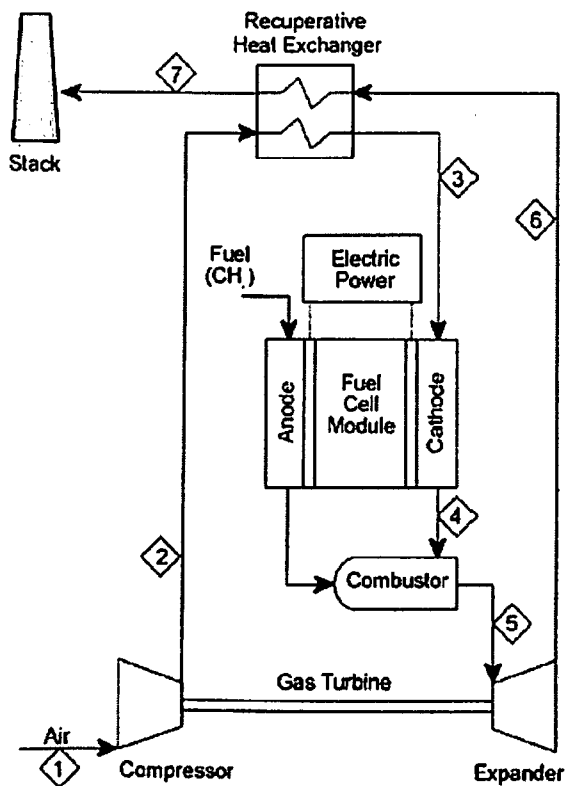 Recuperative
Heat Exchanger
7
Stack
3
6
Fuel
(CH₄)
Electric
Power
Anode
Fuel
Cell
Module
Cathode
4
2
Combustor
5
Gas Turbine
Air
1
Compressor
Expander